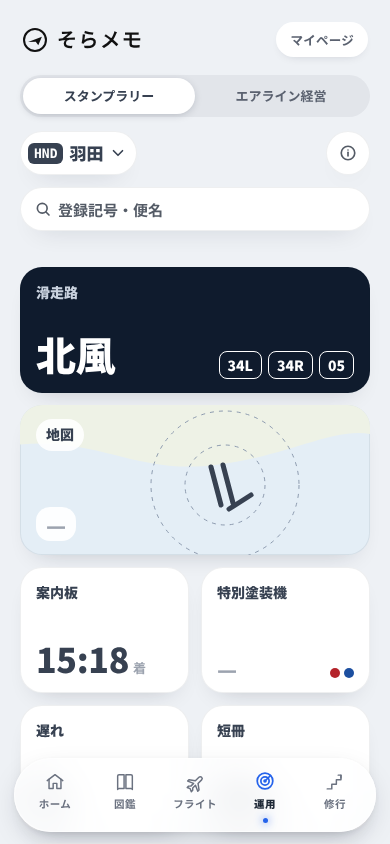 そらメモ
マイページ
スタンプラリー
エアライン経営
HND 羽田
登録記号・便名
滑走路
北風
34L 34R 05
地図
—
案内板
15:18 着
特別塗装機
—
遅れ
短冊
ホーム
図鑑
フライト
運用
修行